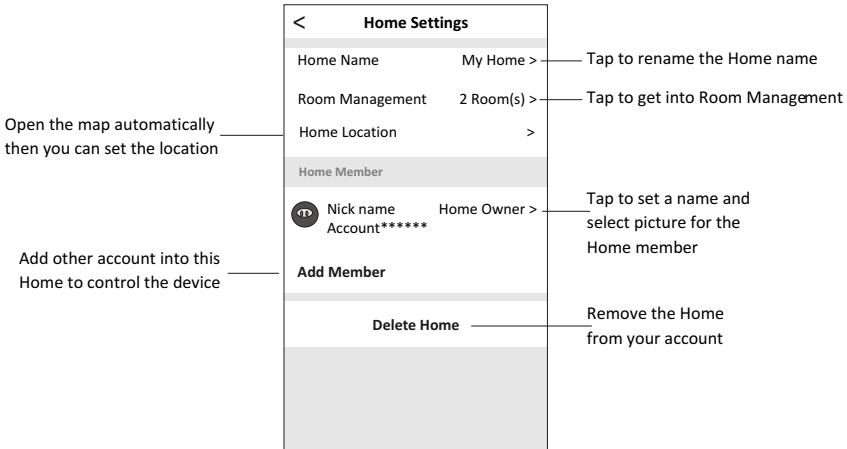 < Home Settings
Home Name My Home >
Tap to rename the Home name
Room Management 2 Room(s) >
Tap to get into Room Management
Open the map automatically
then you can set the location
Home Location >
Home Member
Nick name Home Owner >
Account******
Tap to set a name and
select picture for the
Home member
Add other account into this
Home to control the device
Add Member
Delete Home
Remove the Home
from your account